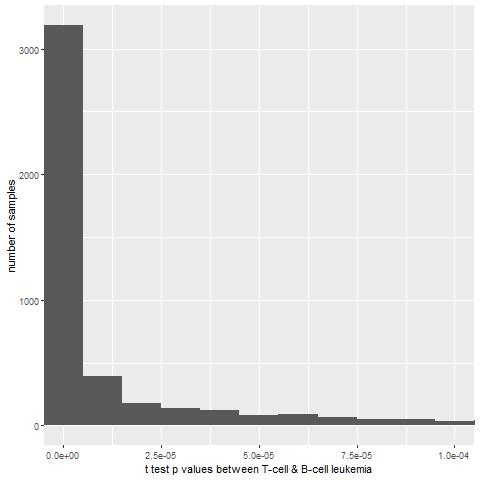 number of samples
3000
2000
1000
0
0.0e+00 2.5e-05 5.0e-05 7.5e-05 1.0e-04
t test p values between T-cell & B-cell leukemia